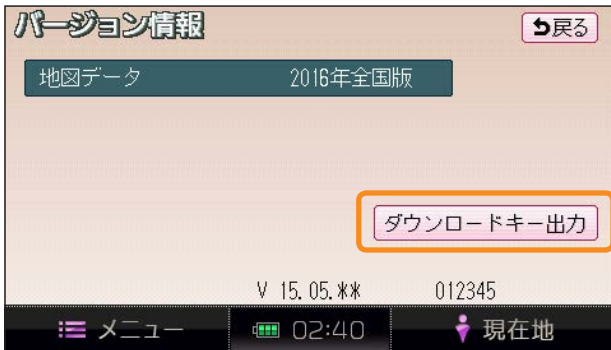 バージョン情報
戻る
地図データ 2016年全国版
ダウンロードキー出力
V 15.05.** 012345
メニュー 02:40 現在地